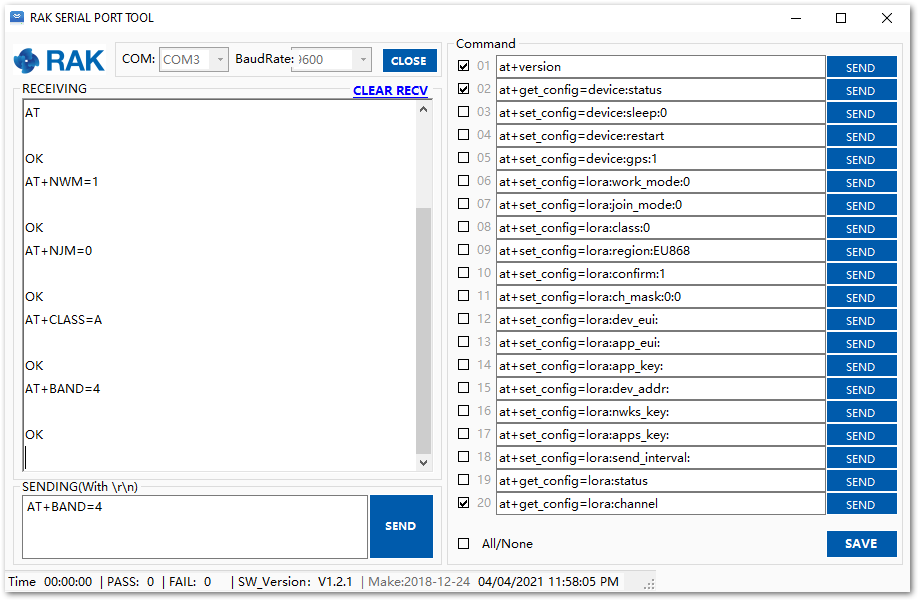 RAK SERIAL PORT TOOL
RAK
COM: COM3 BaudRate: 9600 CLOSE
RECEIVING CLEAR RECV
AT
OK
AT+NWM=1
OK
AT+NJM=0
OK
AT+CLASS=A
OK
AT+BAND=4
OK
SENDING(With \r\n)
AT+BAND=4
SEND
Command
01 at+version SEND
02 at+get_config=device:status SEND
03 at+set_config=device:sleep:0 SEND
04 at+set_config=device:restart SEND
05 at+set_config=device:gps:1 SEND
06 at+set_config=lora:work_mode:0 SEND
07 at+set_config=lora:join_mode:0 SEND
08 at+set_config=lora:class:0 SEND
09 at+set_config=lora:region:EU868 SEND
10 at+set_config=lora:confirm:1 SEND
11 at+set_config=lora:ch_mask:0:0 SEND
12 at+set_config=lora:dev_eui: SEND
13 at+set_config=lora:app_eui: SEND
14 at+set_config=lora:app_key: SEND
15 at+set_config=lora:dev_addr: SEND
16 at+set_config=lora:nwks_key: SEND
17 at+set_config=lora:apps_key: SEND
18 at+set_config=lora:send_interval: SEND
19 at+get_config=lora:status SEND
20 at+get_config=lora:channel SEND
All/None SAVE
Time 00:00:00 | PASS: 0 | FAIL: 0 | SW_Version: V1.2.1 | Make:2018-12-24 04/04/2021 11:58:05 PM